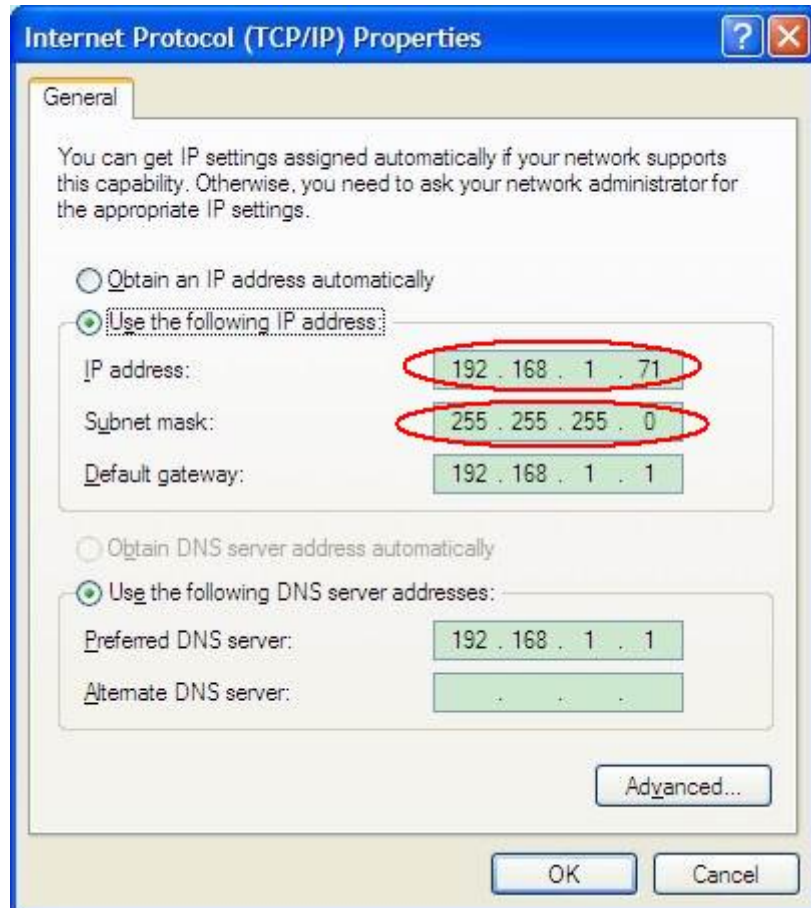 Internet Protocol (TCP/IP) Properties
General
You can get IP settings assigned automatically if your network supports
this capability. Otherwise, you need to ask your network administrator for
the appropriate IP settings.
Obtain an IP address automatically
Use the following IP address:
IP address: 192 . 168 . 1 . 71
Subnet mask: 255 . 255 . 255 . 0
Default gateway: 192 . 168 . 1 . 1
Obtain DNS server address automatically
Use the following DNS server addresses:
Preferred DNS server: 192 . 168 . 1 . 1
Alternate DNS server: . . .
Advanced...
OK Cancel